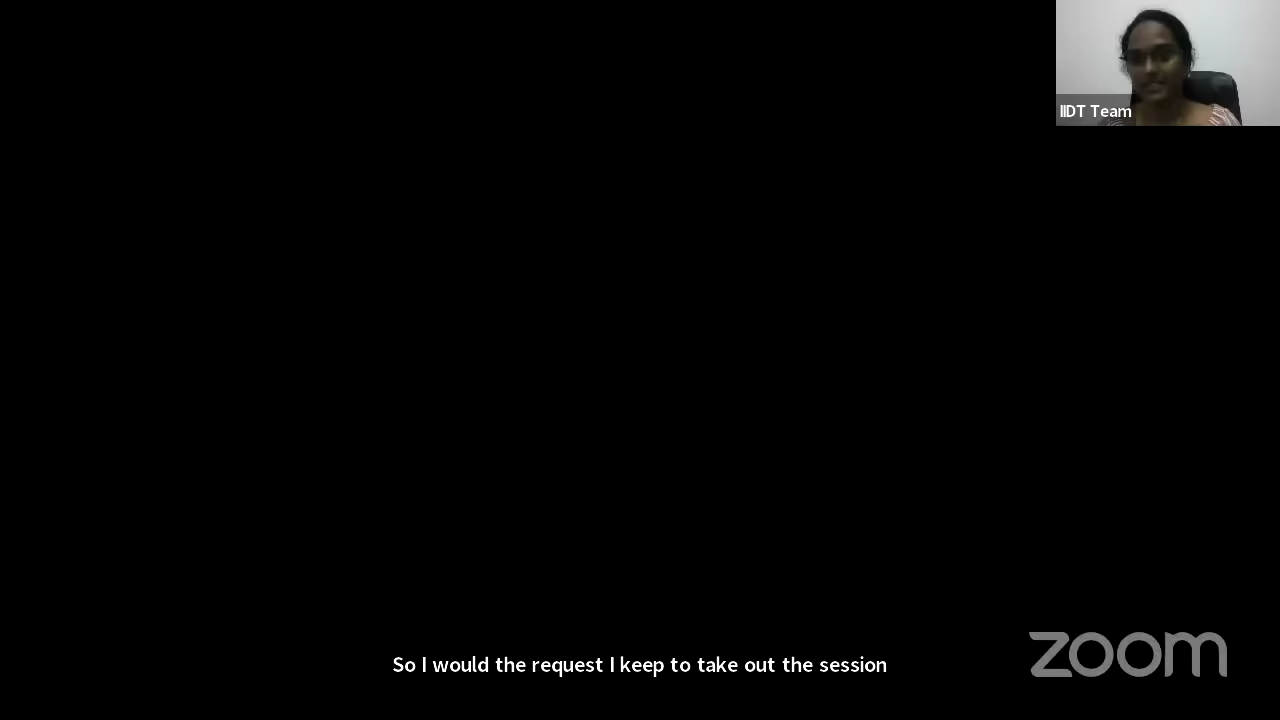 IIDT Team
So I would the request I keep to take out the session
zoom